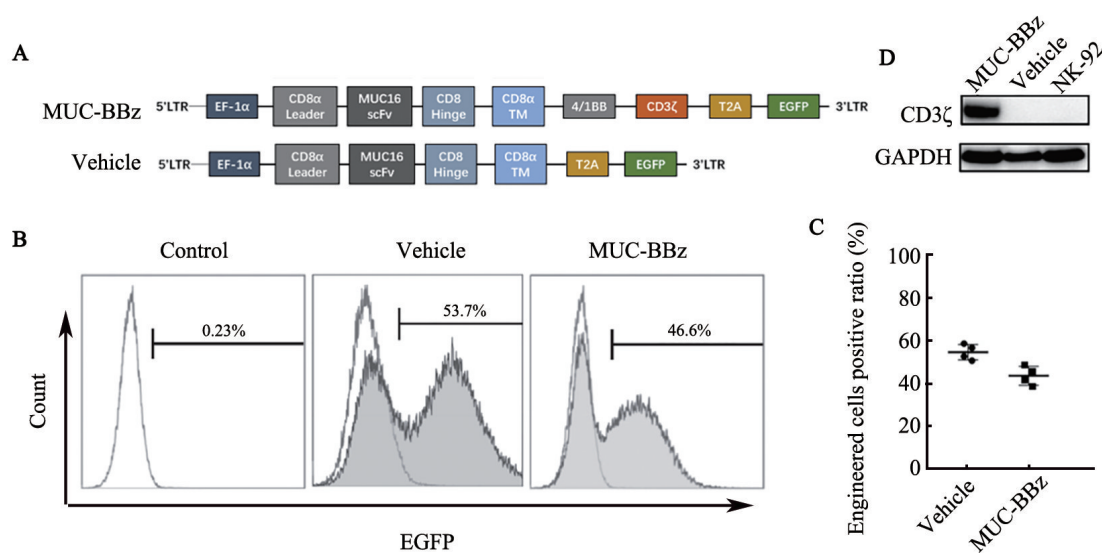 A
MUC-BBz
5'LTR EF-1α CD8α Leader MUC16 scFv CD8 Hinge CD8α TM 4/1BB CD3ζ T2A EGFP 3'LTR
Vehicle
5'LTR EF-1α CD8α Leader MUC16 scFv CD8 Hinge CD8α TM T2A EGFP 3'LTR
D
MUC-BBz Vehicle NK-92
CD3ζ
GAPDH
B
Control Vehicle MUC-BBz
0.23% 53.7% 46.6%
Count
EGFP
C
Engineered cells positive ratio (%)
100
80
60
40
20
0
Vehicle MUC-BBz